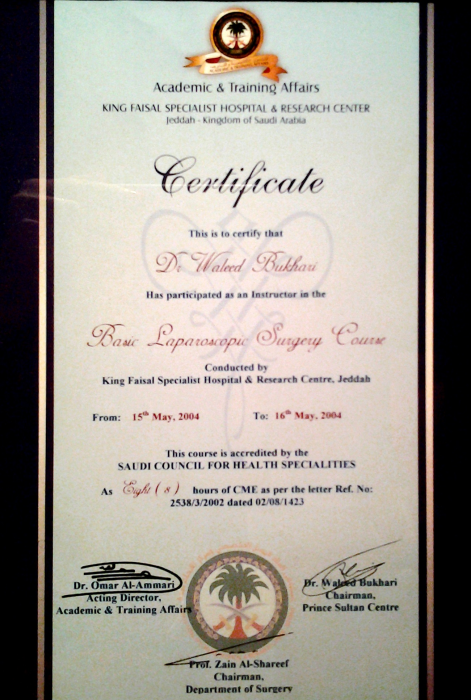 Academic & Training Affairs
KING FAISAL SPECIALIST HOSPITAL & RESEARCH CENTER
Jeddah - Kingdom of Saudi Arabia
Certificate
This is to certify that
Dr Waleed Bukhari
Has participated as an Instructor in the
Basic Laparoscopic Surgery Course
Conducted by
King Faisal Specialist Hospital & Research Centre, Jeddah
From: 15th May, 2004 To: 16th May, 2004
This course is accredited by the
SAUDI COUNCIL FOR HEALTH SPECIALITIES
As Eight ( 8 ) hours of CME as per the letter Ref. No:
2538/3/2002 dated 02/08/1423
Dr. Omar Al-Ammari
Acting Director,
Academic & Training Affairs
Dr. Waleed Bukhari
Chairman,
Prince Sultan Centre
Prof. Zain Al-Shareef
Chairman,
Department of Surgery